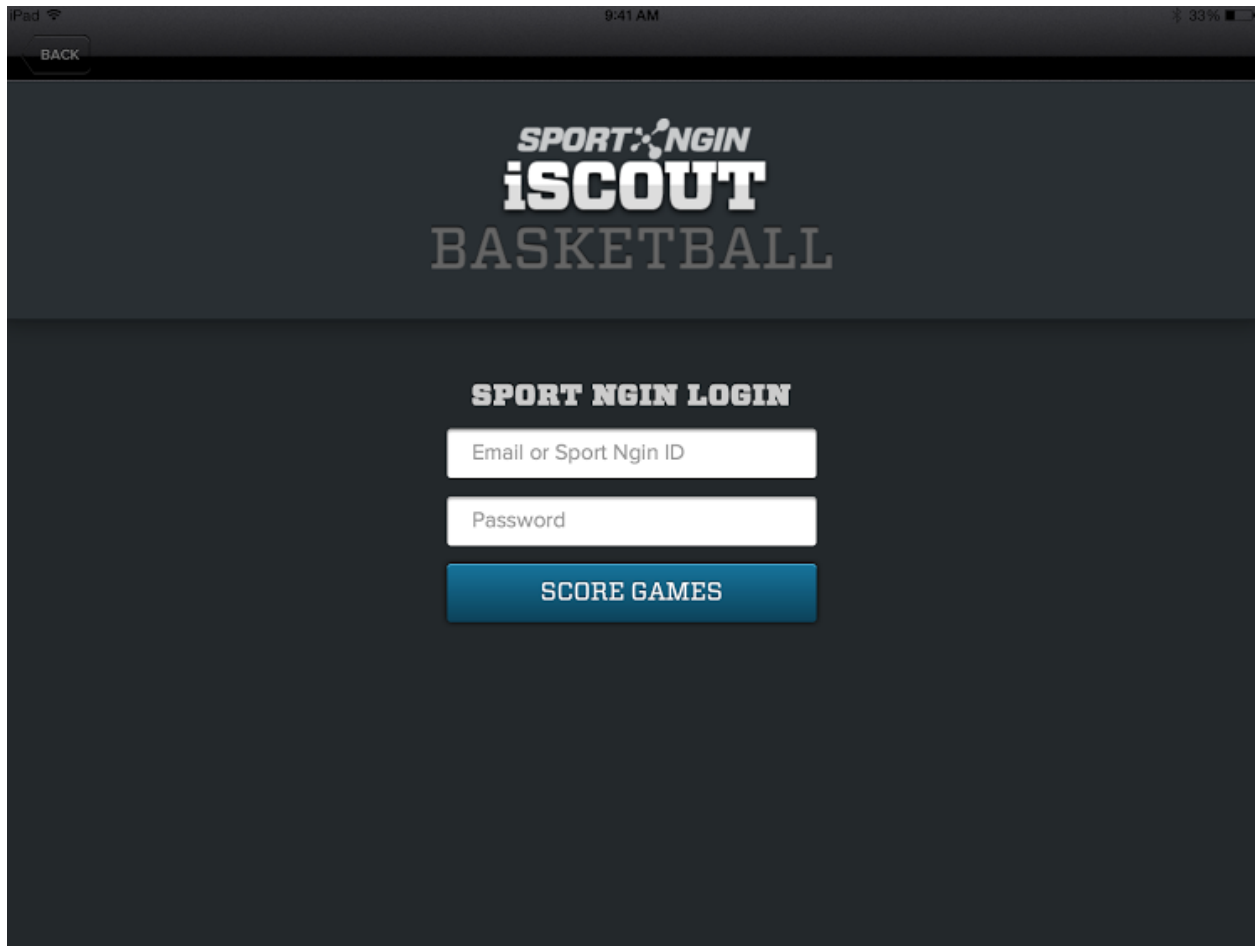 iPad 9:41 AM 33%
BACK
SPORT NGIN
iSCOUT
BASKETBALL
SPORT NGIN LOGIN
Email or Sport Ngin ID
Password
SCORE GAMES